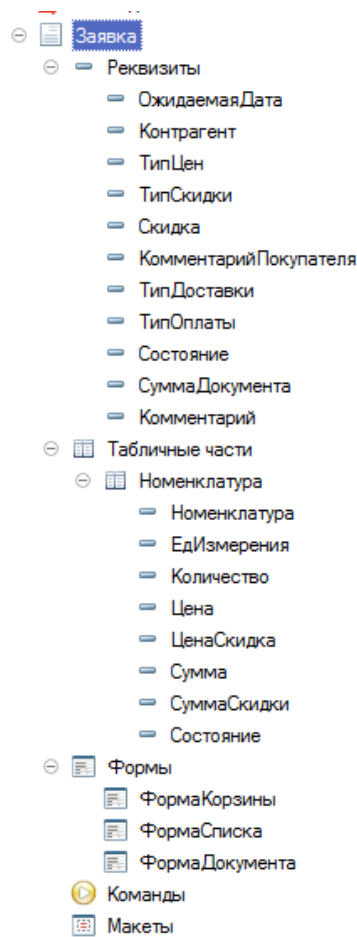 Заявка
Реквизиты
ОжидаемаяДата
Контрагент
ТипЦен
ТипСкидки
Скидка
КомментарийПокупателя
ТипДоставки
ТипОплаты
Состояние
СуммаДокумента
Комментарий
Табличные части
Номенклатура
Номенклатура
ЕдИзмерения
Количество
Цена
ЦенаСкидка
Сумма
СуммаСкидки
Состояние
Формы
ФормаКорзины
ФормаСписка
ФормаДокумента
Команды
Макеты